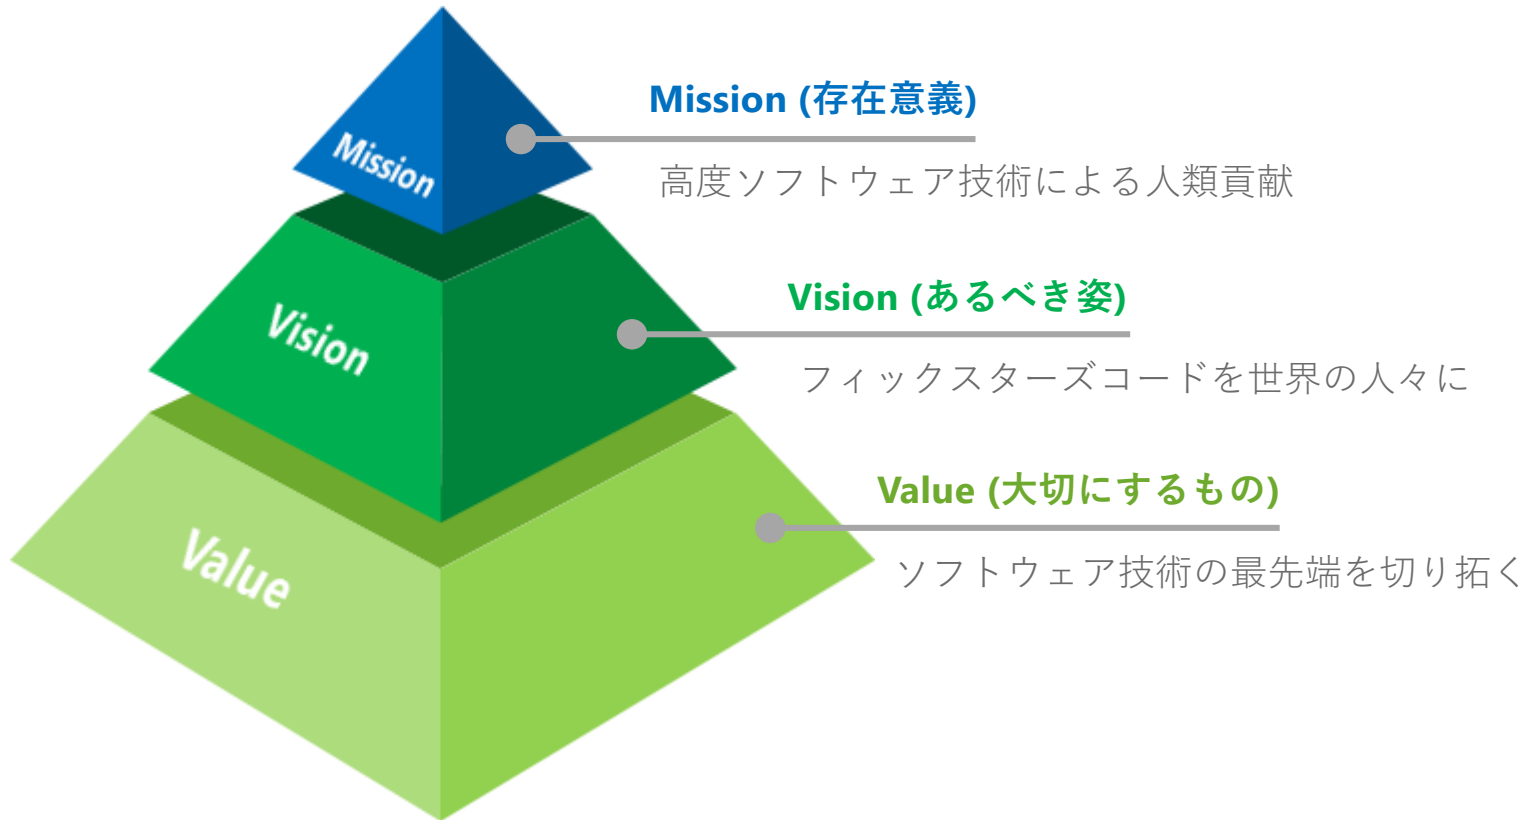 Mission
Mission (存在意義)
高度ソフトウェア技術による人類貢献
Vision
Vision (あるべき姿)
フィックスターズコードを世界の人々に
Value
Value (大切にするもの)
ソフトウェア技術の最先端を切り拓く